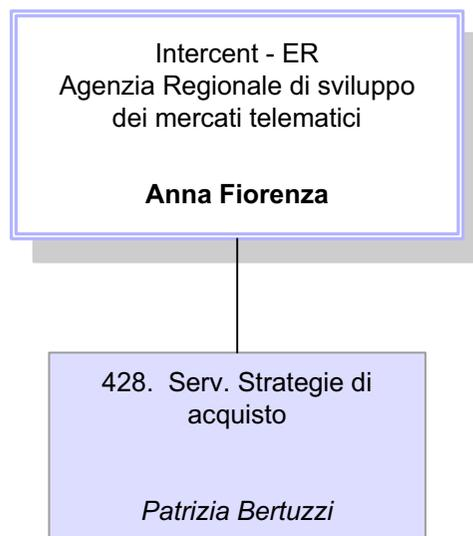 Intercent - ER
Agenzia Regionale di sviluppo
dei mercati telematici
Anna Fiorenza
428. Serv. Strategie di
acquisto
Patrizia Bertuzzi